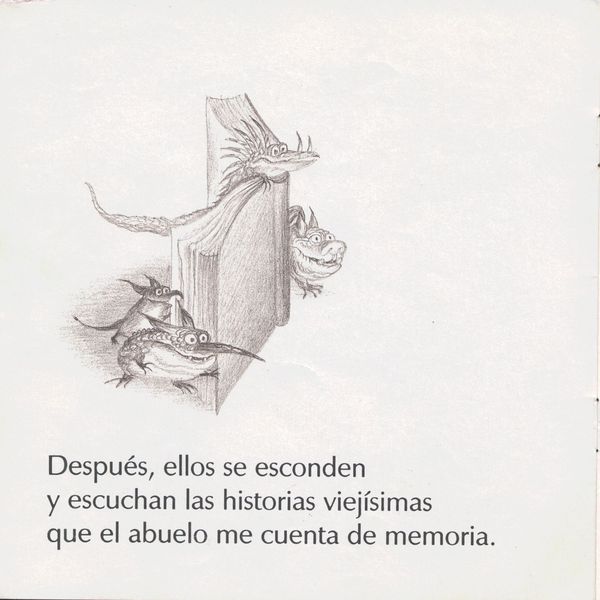 Después, ellos se esconden
y escuchan las historias viejísimas
que el abuelo me cuenta de memoria.